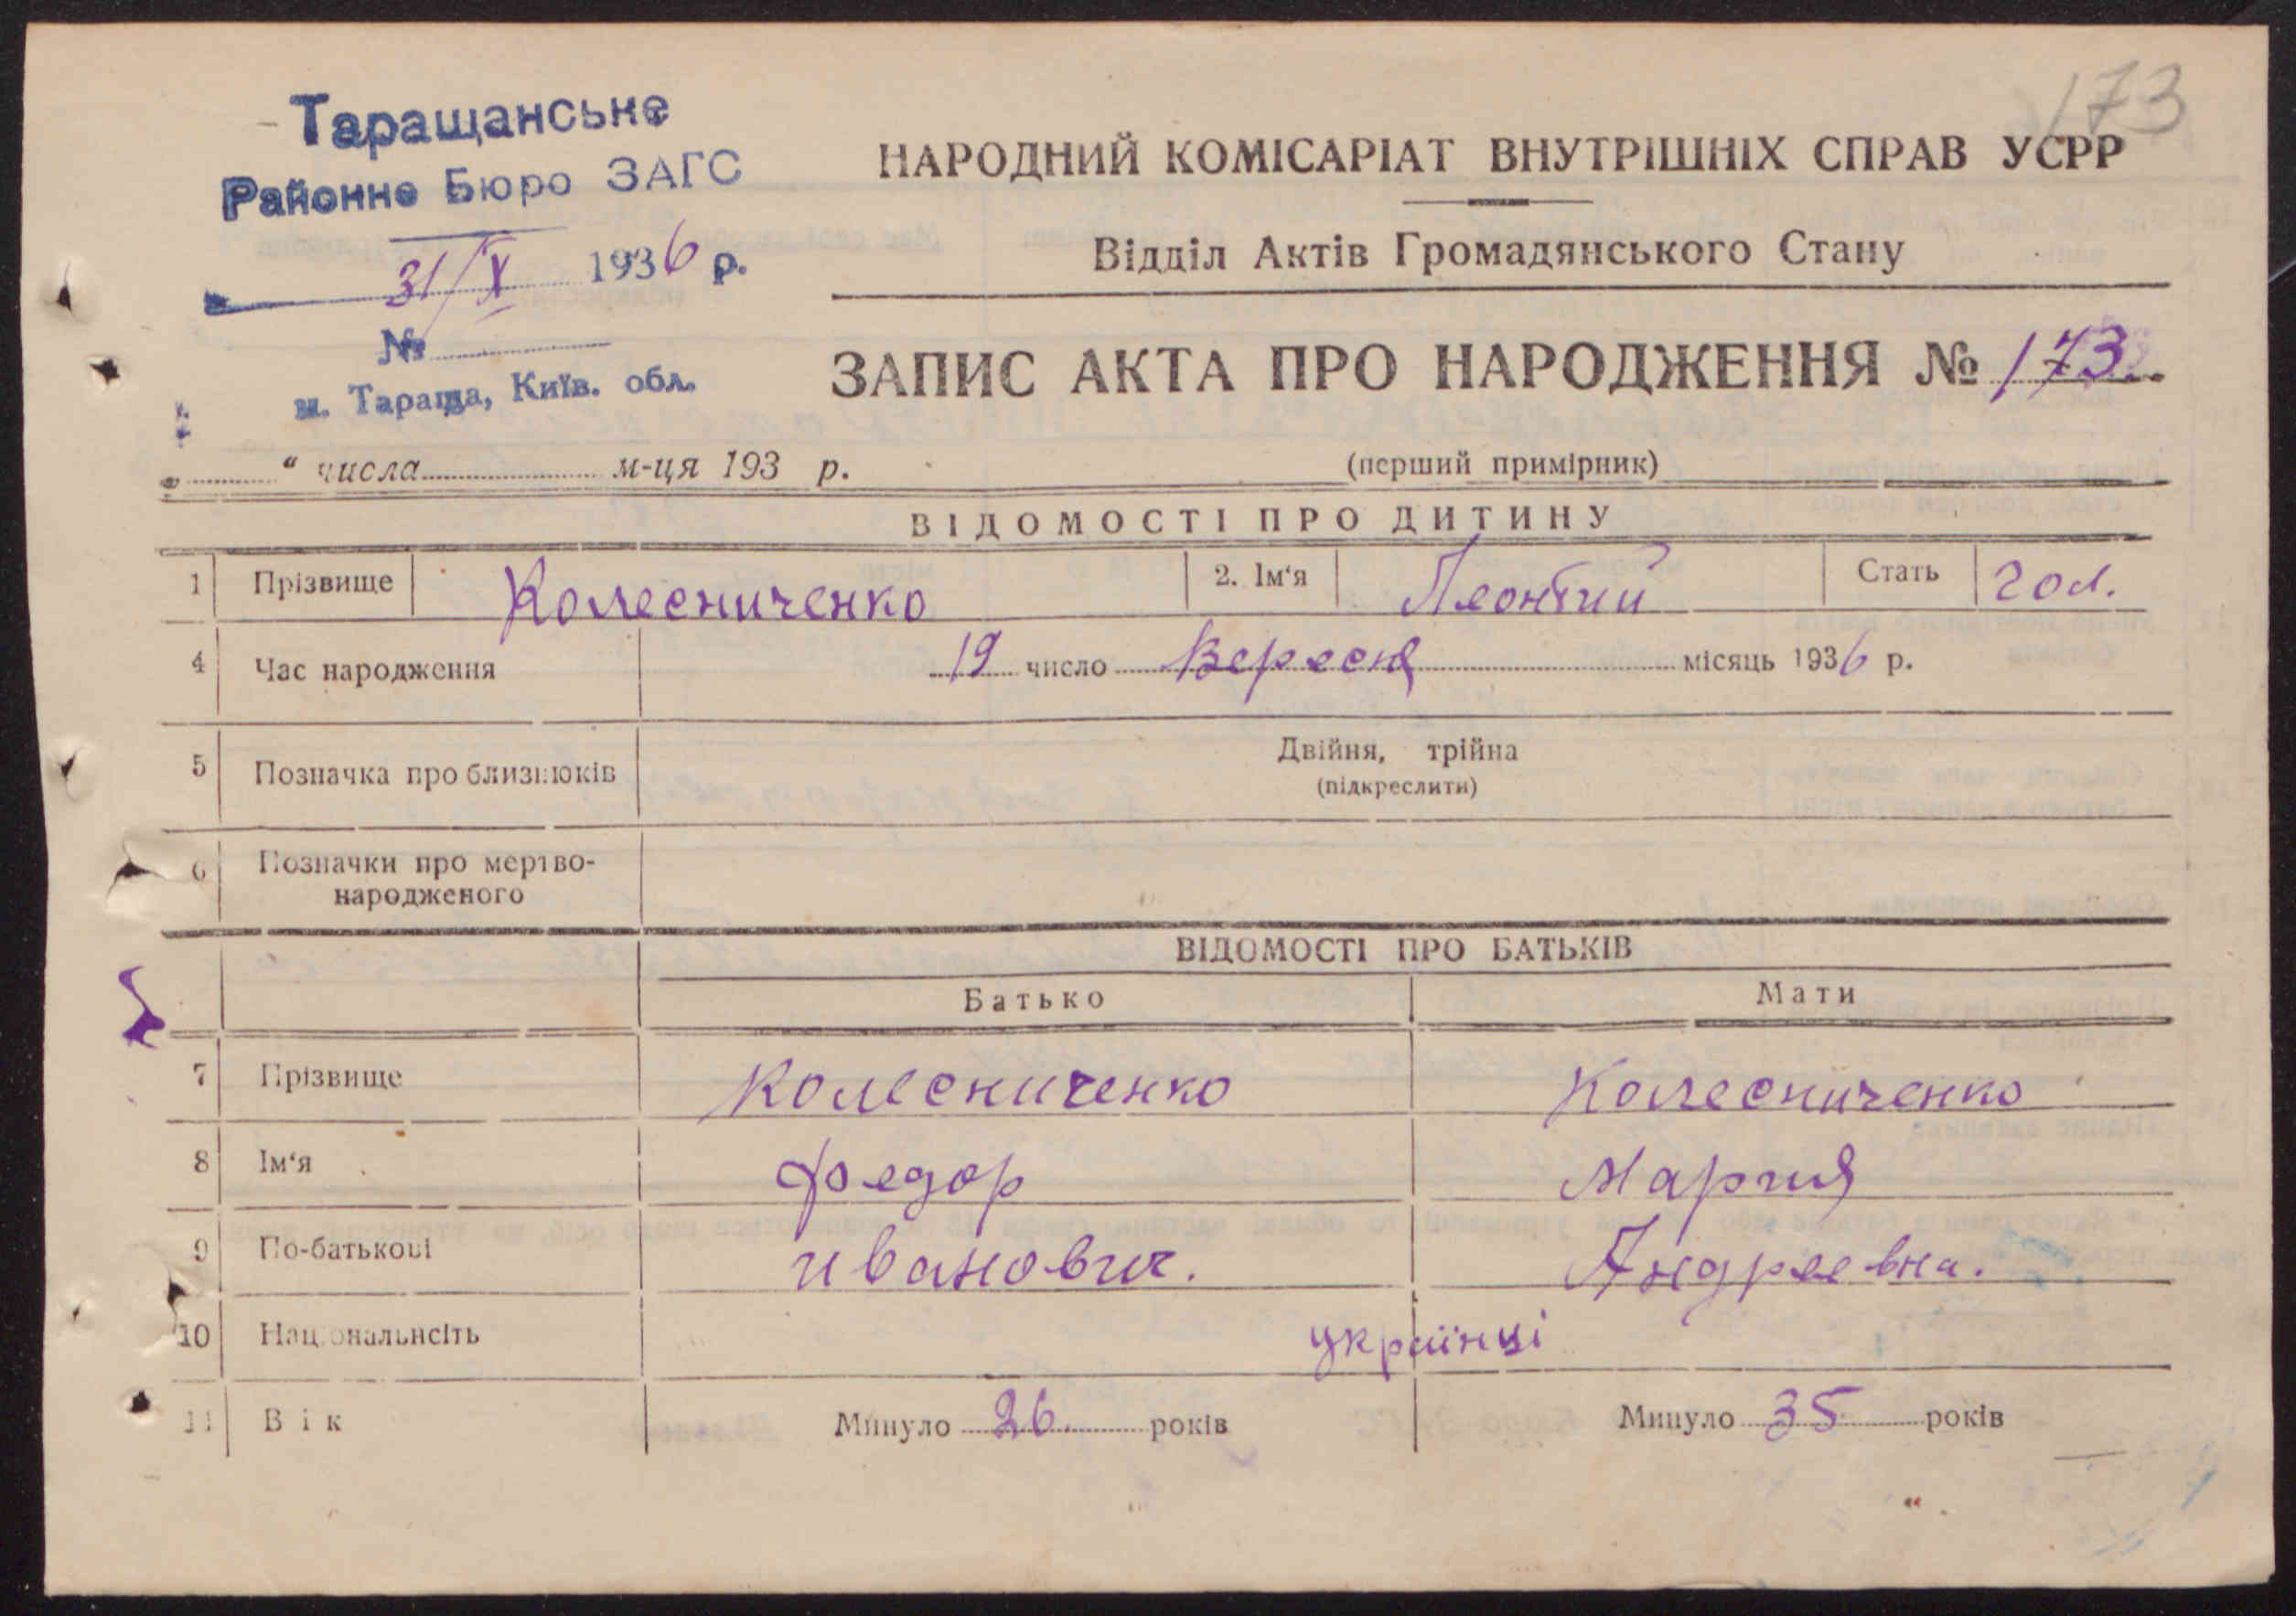 173
Таращанське
Районне Бюро ЗАГС
31/X 1936 р.
№
м. Тараща, Київ. обл.
НАРОДНИЙ КОМІСАРІАТ ВНУТРІШНІХ СПРАВ УСРР
Відділ Актів Громадянського Стану
ЗАПИС АКТА ПРО НАРОДЖЕННЯ № 173
(перший примірник)
“ числа м-ця 193 р.
ВІДОМОСТІ ПРО ДИТИНУ
1 Прізвище Колесниченко 2. Ім‘я Леонтий Стать Чол.
4 Час народження 19 число Вересня місяць 1936 р.
5 Позначка про близнюків Двійня, трійна
(підкреслити)
6 Позначки про мертво-
народженого
ВІДОМОСТІ ПРО БАТЬКІВ
Батько Мати
7 Прізвище Колесниченко Колесниченко
8 Ім‘я Федор Мария
9 По-батькові иванович. Андреевна.
10 Національнсіть українці
11 Вік Минуло 26 років Минуло 35 років